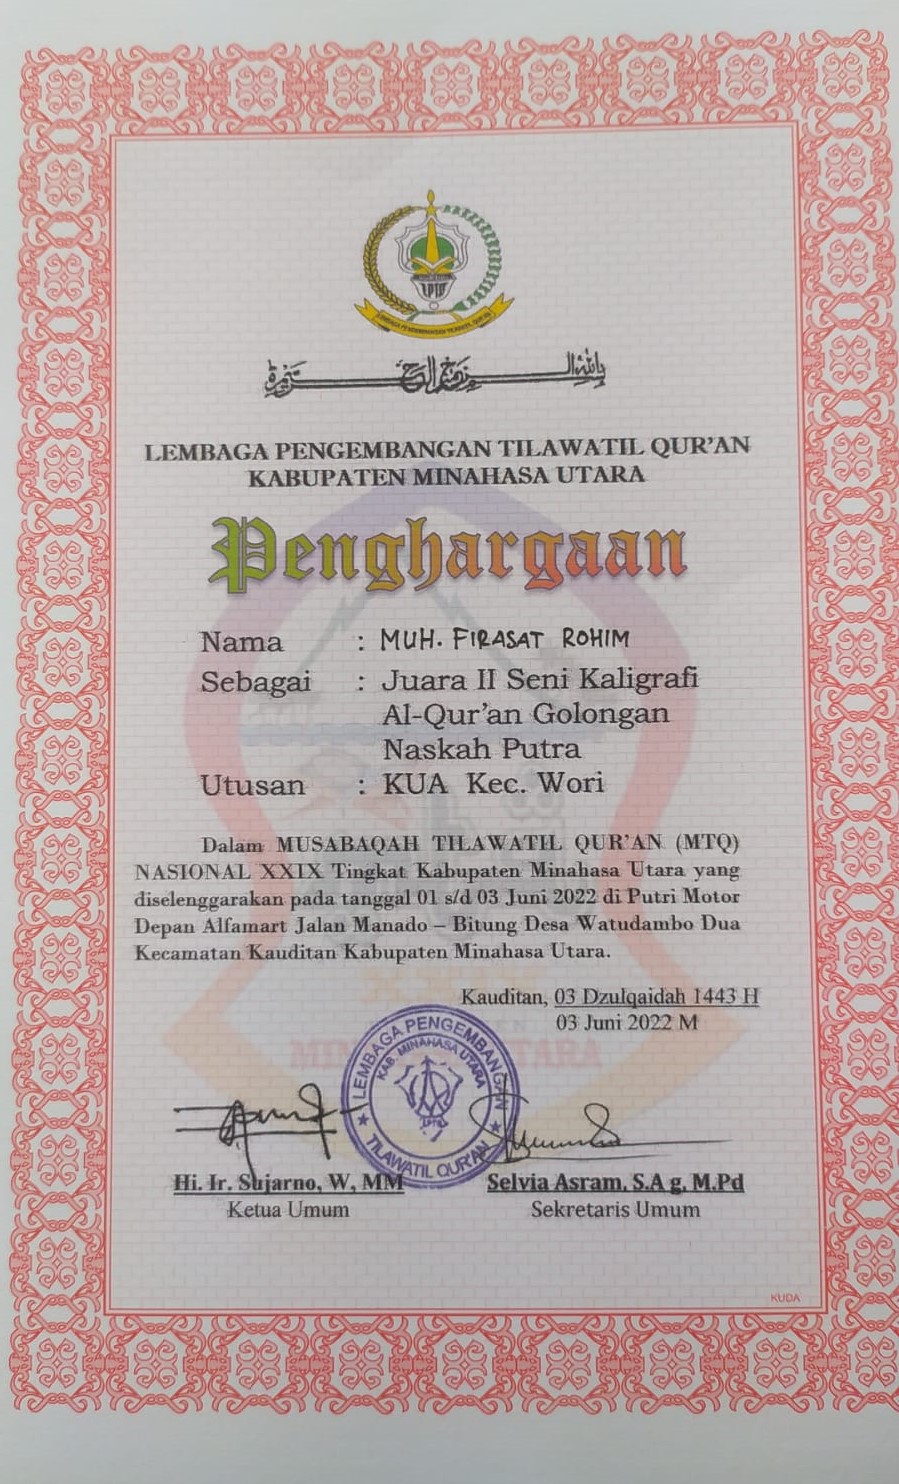 LPTQ
LEMBAGA PENGEMBANGAN TILAWATIL QUR'AN
KABUPATEN MINAHASA UTARA
Penghargaan
Nama : MUH. FIRASAT ROHIM
Sebagai : Juara II Seni Kaligrafi
Al-Qur'an Golongan
Naskah Putra
Utusan : KUA Kec. Wori
Dalam MUSABAQAH TILAWATIL QUR'AN (MTQ)
NASIONAL XXIX Tingkat Kabupaten Minahasa Utara yang
diselenggarakan pada tanggal 01 s/d 03 Juni 2022 di Putri Motor
Depan Alfamart Jalan Manado – Bitung Desa Watudambo Dua
Kecamatan Kauditan Kabupaten Minahasa Utara.
Kauditan, 03 Dzulqaidah 1443 H
03 Juni 2022 M
LEMBAGA PENGEMBANGAN
KAB. MINAHASA UTARA
TILAWATIL QUR'AN
Hi. Ir. Sujarno, W, MM
Selvia Asram, S.A g, M.Pd
Ketua Umum
Sekretaris Umum
KUDA